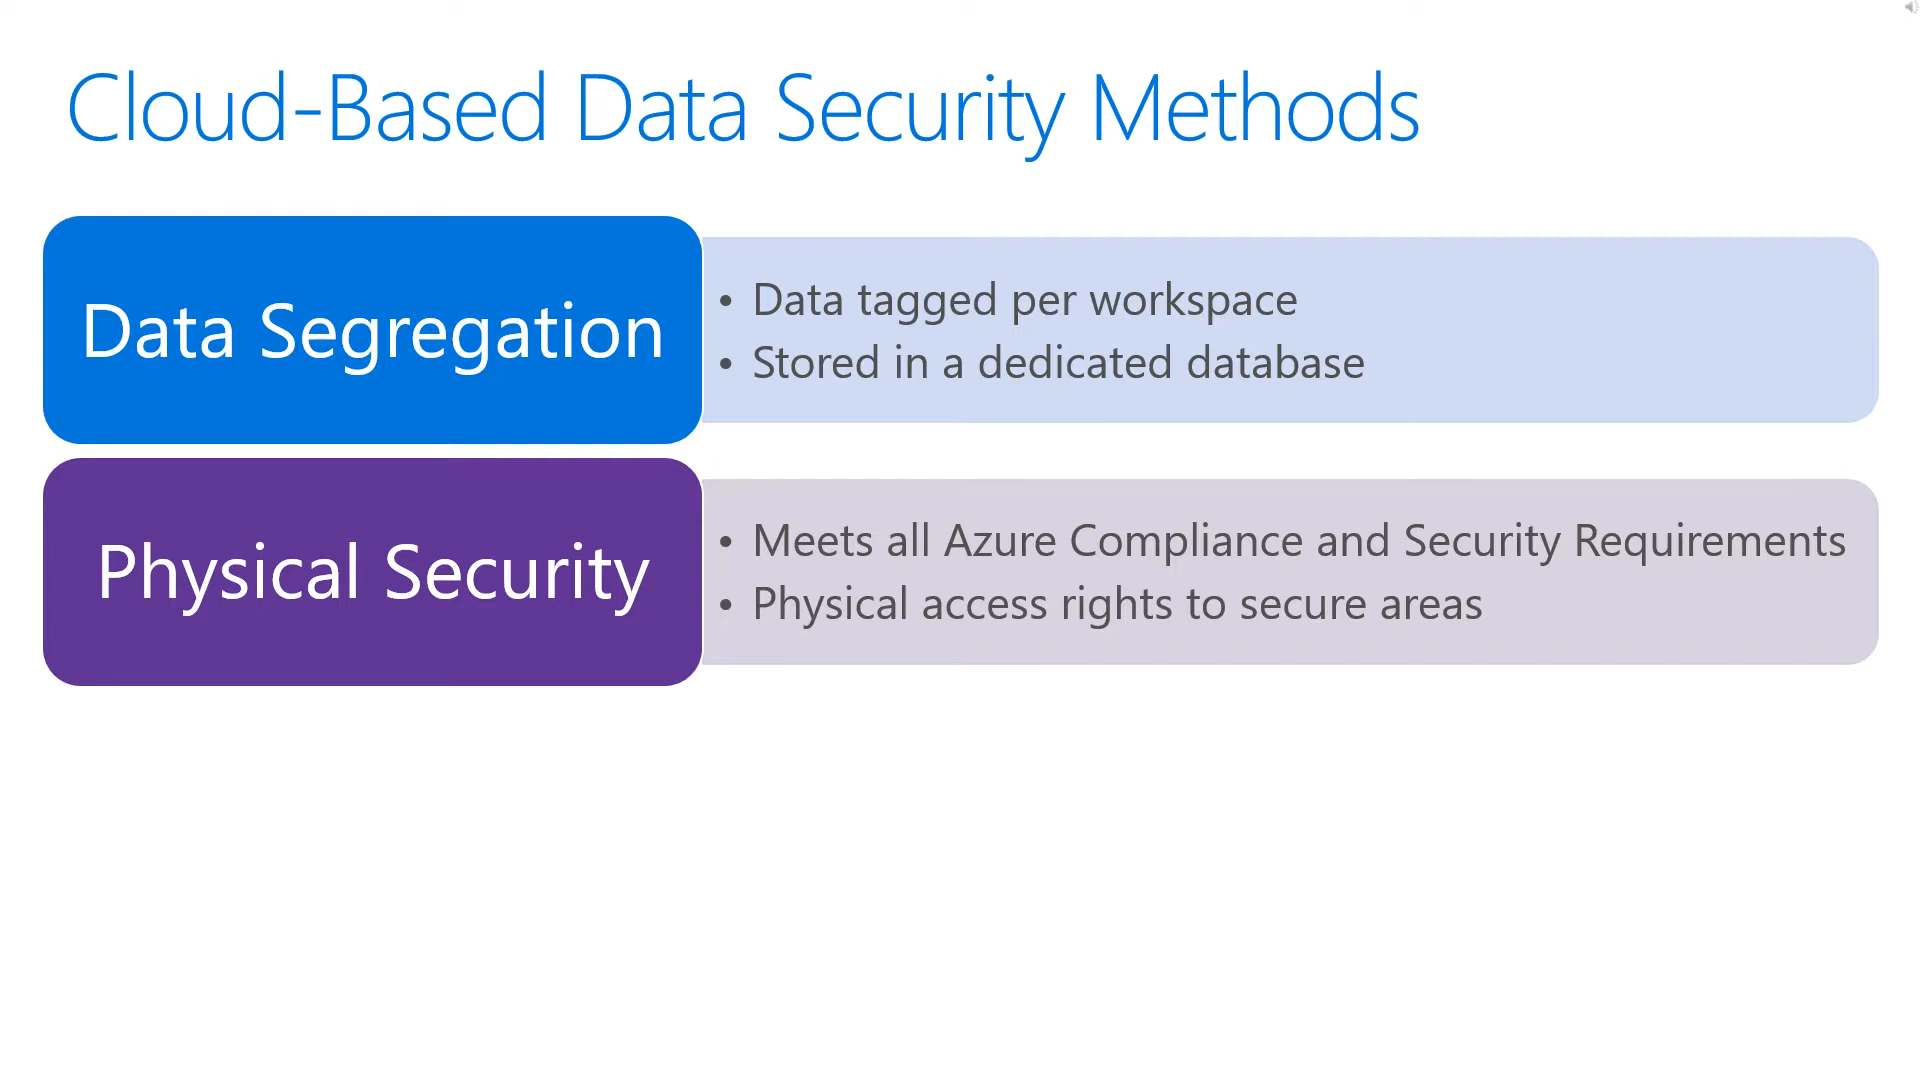 Cloud-Based Data Security Methods
Data Segregation
• Data tagged per workspace
• Stored in a dedicated database
Physical Security
• Meets all Azure Compliance and Security Requirements
• Physical access rights to secure areas